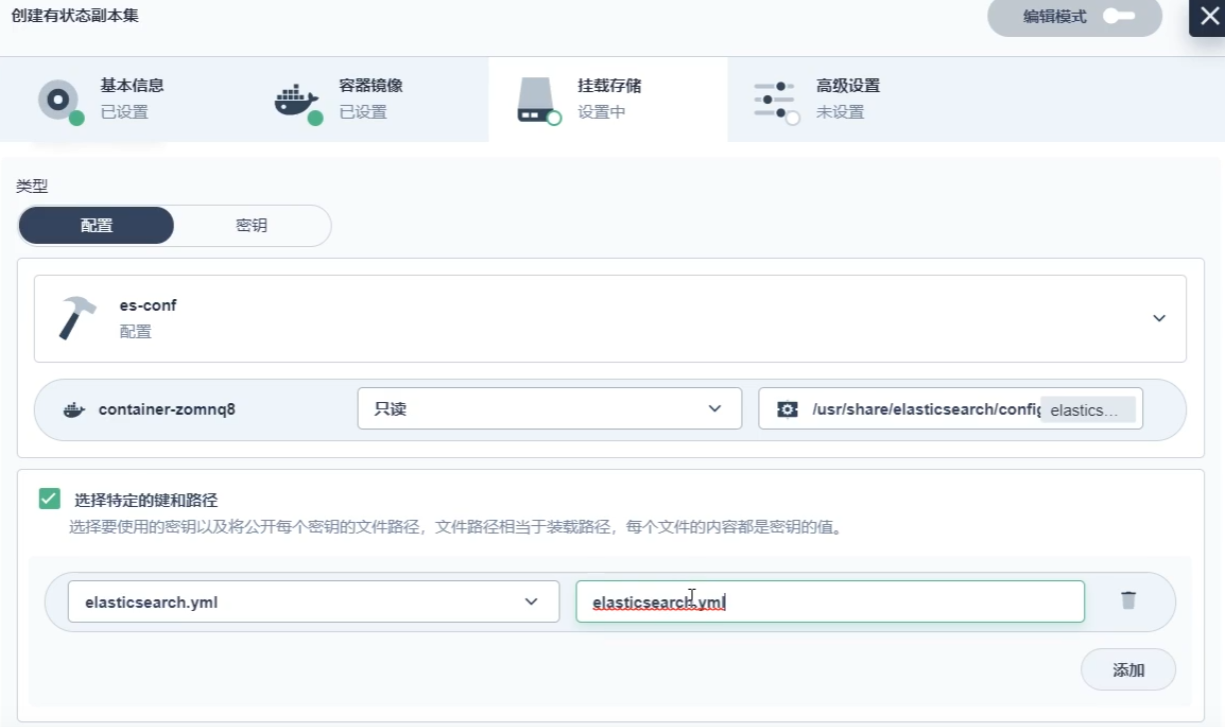 创建有状态副本集
编辑模式
基本信息
已设置
容器镜像
已设置
挂载存储
设置中
高级设置
未设置
类型
配置
密钥
es-conf
配置
container-zomnq8
只读
/usr/share/elasticsearch/config
elastics...
选择特定的键和路径
选择要使用的密钥以及将公开每个密钥的文件路径，文件路径相当于装载路径，每个文件的内容都是密钥的值。
elasticsearch.yml
elasticsearch.yml
添加